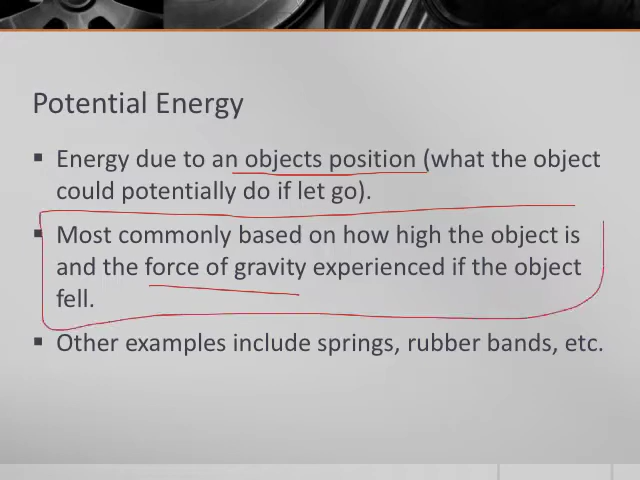 Potential Energy
▪ Energy due to an objects position (what the object
could potentially do if let go).
▪ Most commonly based on how high the object is
and the force of gravity experienced if the object
fell.
▪ Other examples include springs, rubber bands, etc.